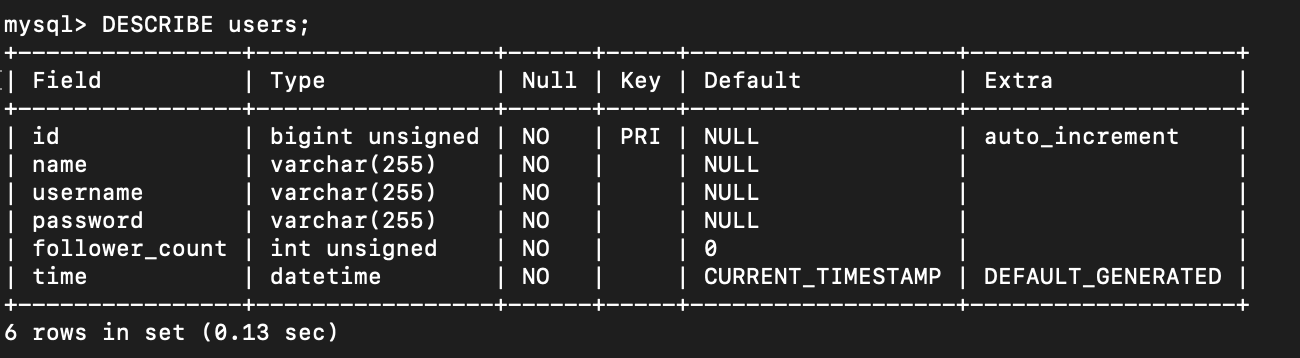 mysql> DESCRIBE users;
+----------------+-----------------+------+-----+-------------------+-------------------+
| Field          | Type            | Null | Key | Default           | Extra             |
+----------------+-----------------+------+-----+-------------------+-------------------+
| id             | bigint unsigned | NO   | PRI | NULL              | auto_increment    |
| name           | varchar(255)    | NO   |     | NULL              |                   |
| username       | varchar(255)    | NO   |     | NULL              |                   |
| password       | varchar(255)    | NO   |     | NULL              |                   |
| follower_count | int unsigned    | NO   |     | 0                 |                   |
| time           | datetime        | NO   |     | CURRENT_TIMESTAMP | DEFAULT_GENERATED |
+----------------+-----------------+------+-----+-------------------+-------------------+
6 rows in set (0.13 sec)